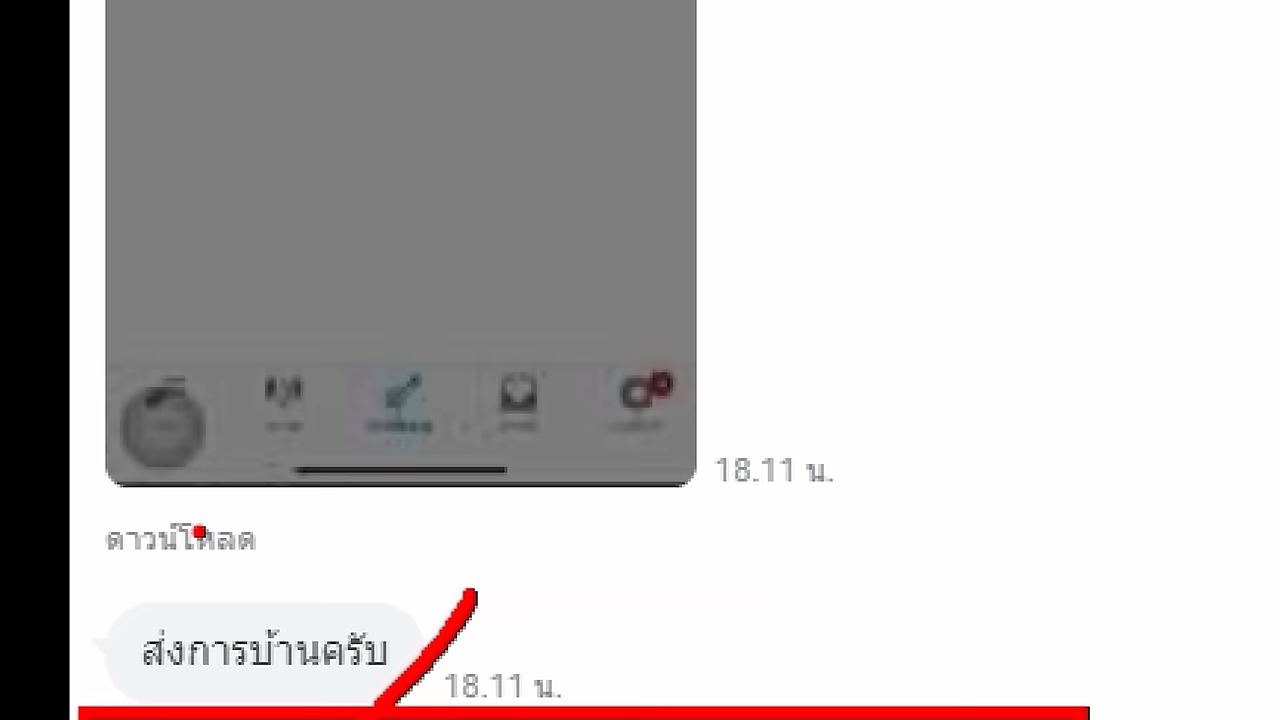 18.11 น.
ดาวน์โหลด
ส่งการบ้านครับ
18.11 น.